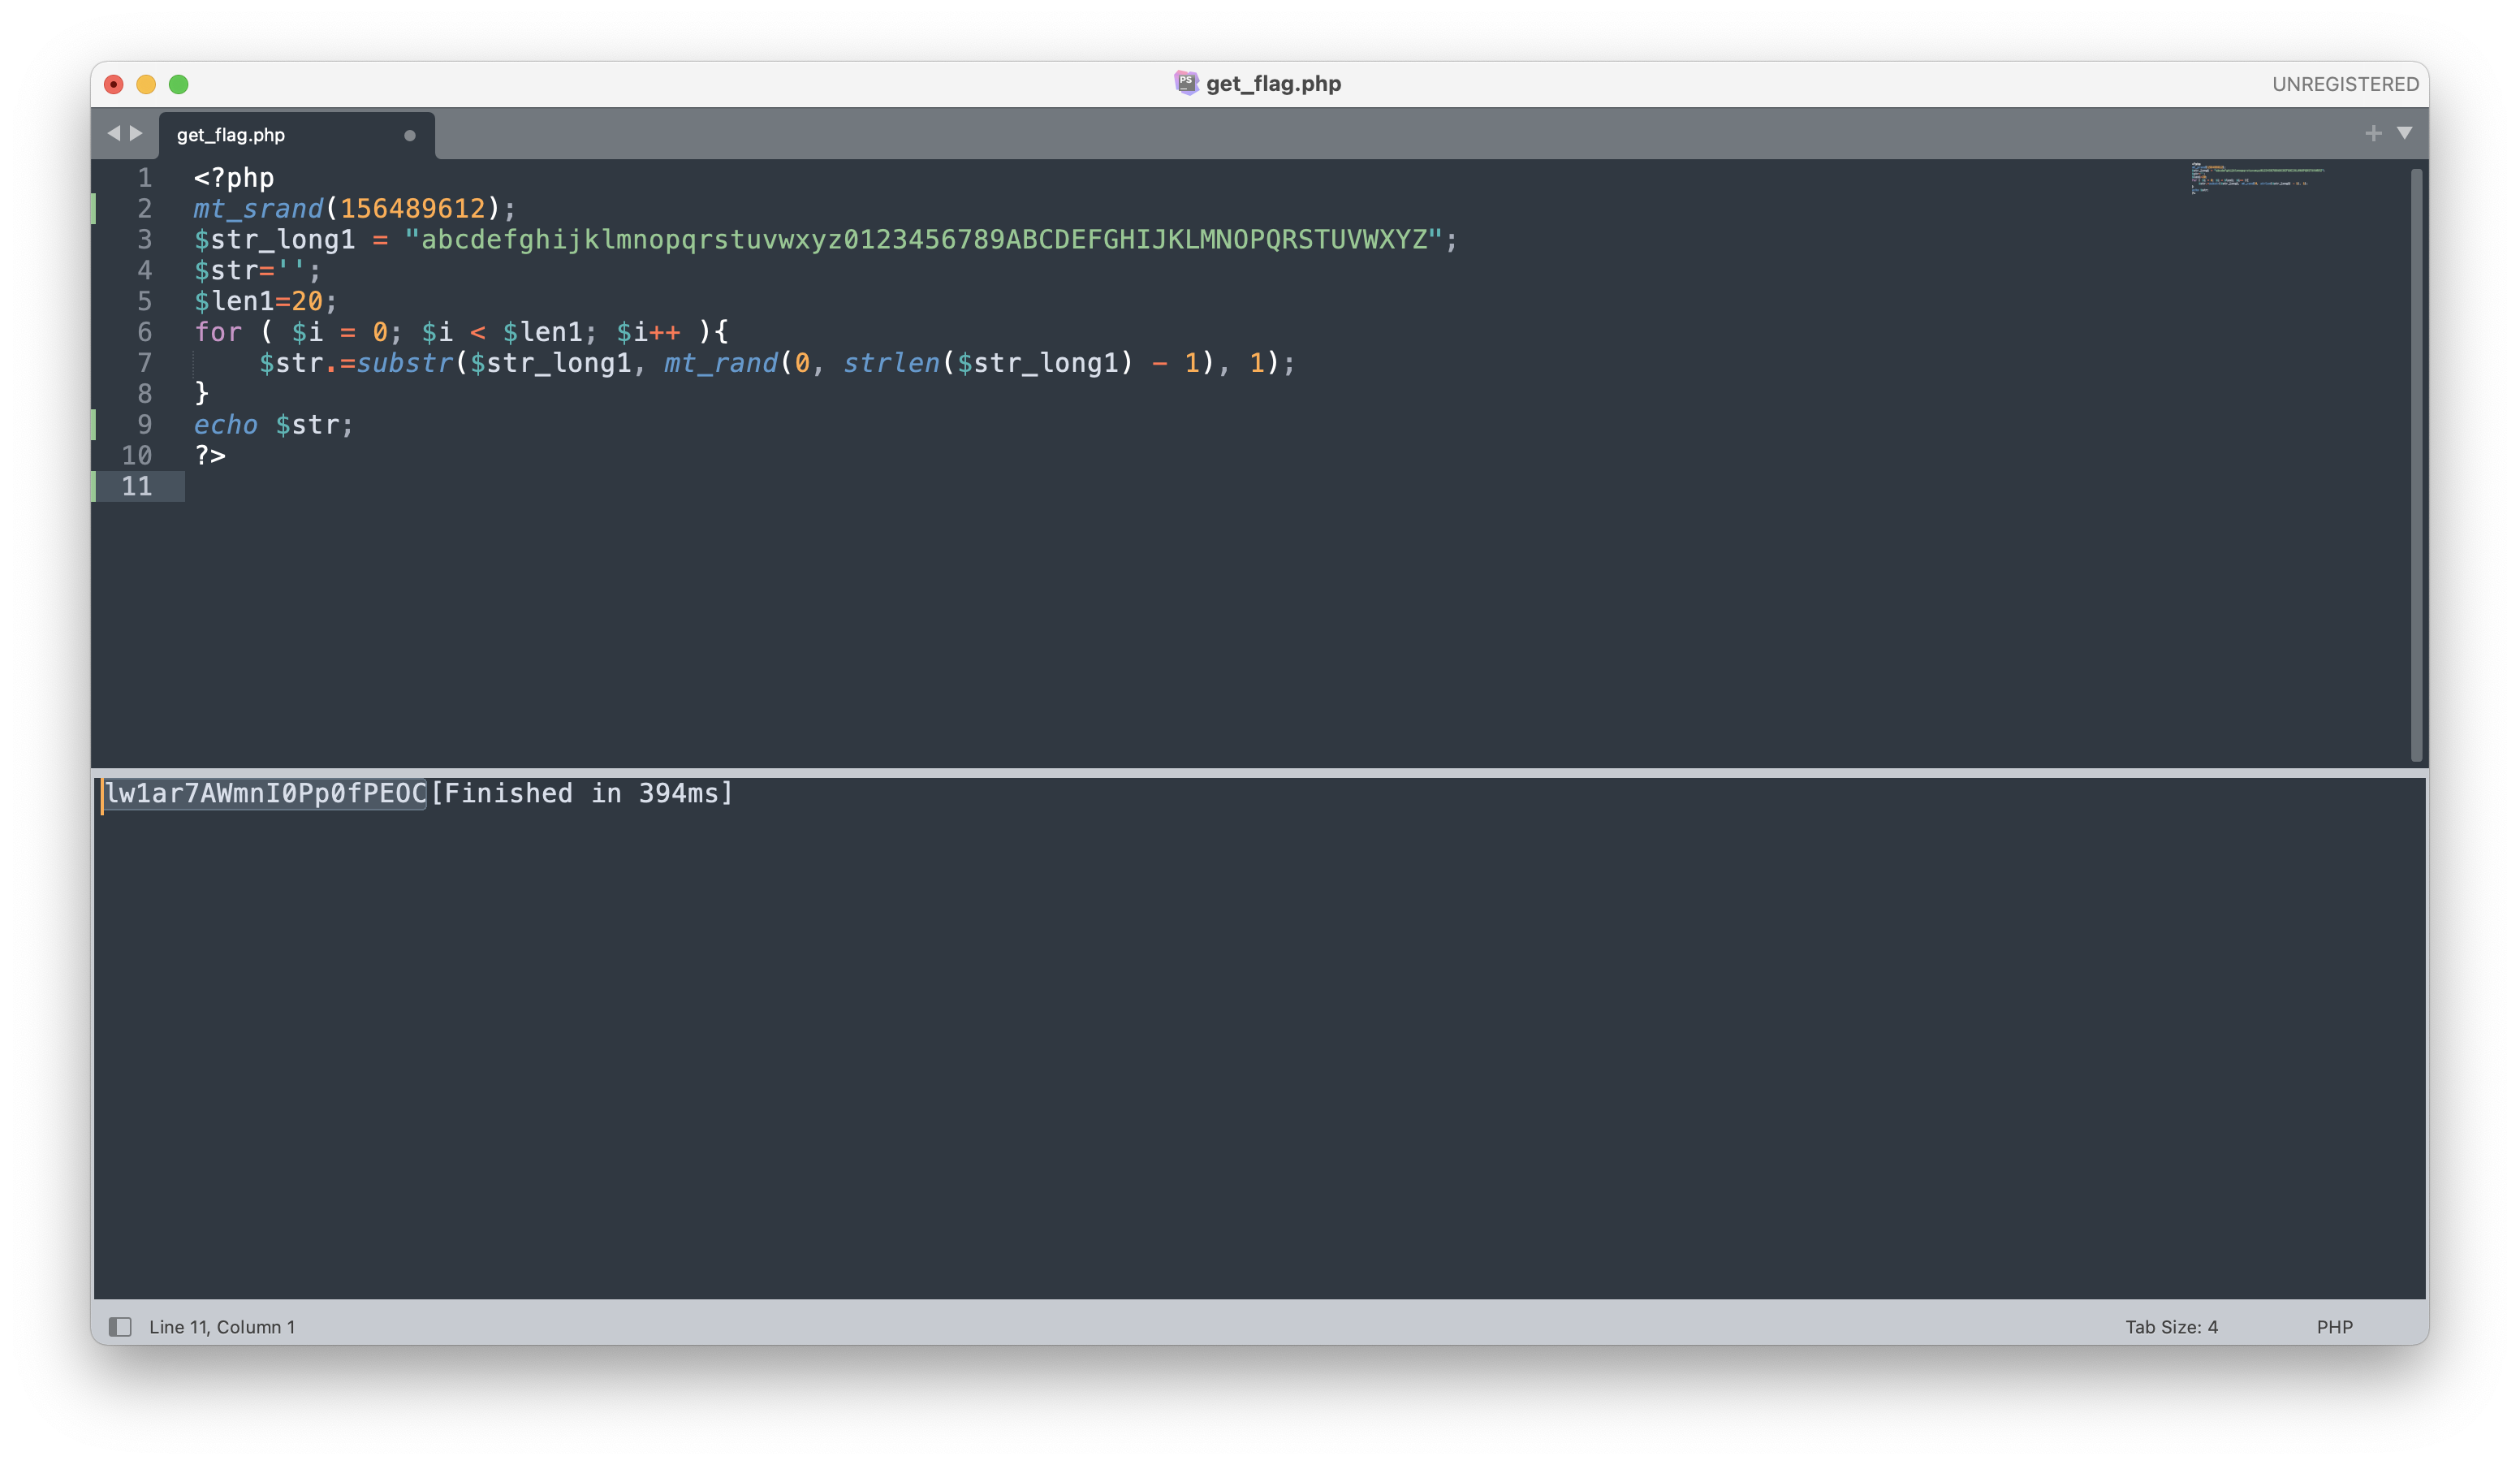 get_flag.php
UNREGISTERED
get_flag.php
1 <?php
2 mt_srand(156489612);
3 $str_long1 = "abcdefghijklmnopqrstuvwxyz0123456789ABCDEFGHIJKLMNOPQRSTUVWXYZ";
4 $str='';
5 $len1=20;
6 for ( $i = 0; $i < $len1; $i++ ){
7     $str.=substr($str_long1, mt_rand(0, strlen($str_long1) - 1), 1);
8 }
9 echo $str;
10 ?>
11
lw1ar7AWmnI0Pp0fPEOC[Finished in 394ms]
Line 11, Column 1
Tab Size: 4
PHP